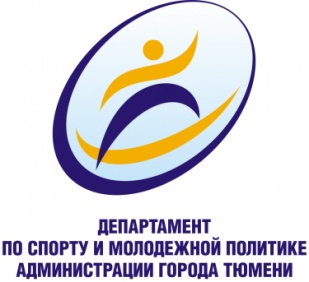 ДЕПАРТАМЕНТ
ПО СПОРТУ И МОЛОДЕЖНОЙ ПОЛИТИКЕ
АДМИНИСТРАЦИИ ГОРОДА ТЮМЕНИ